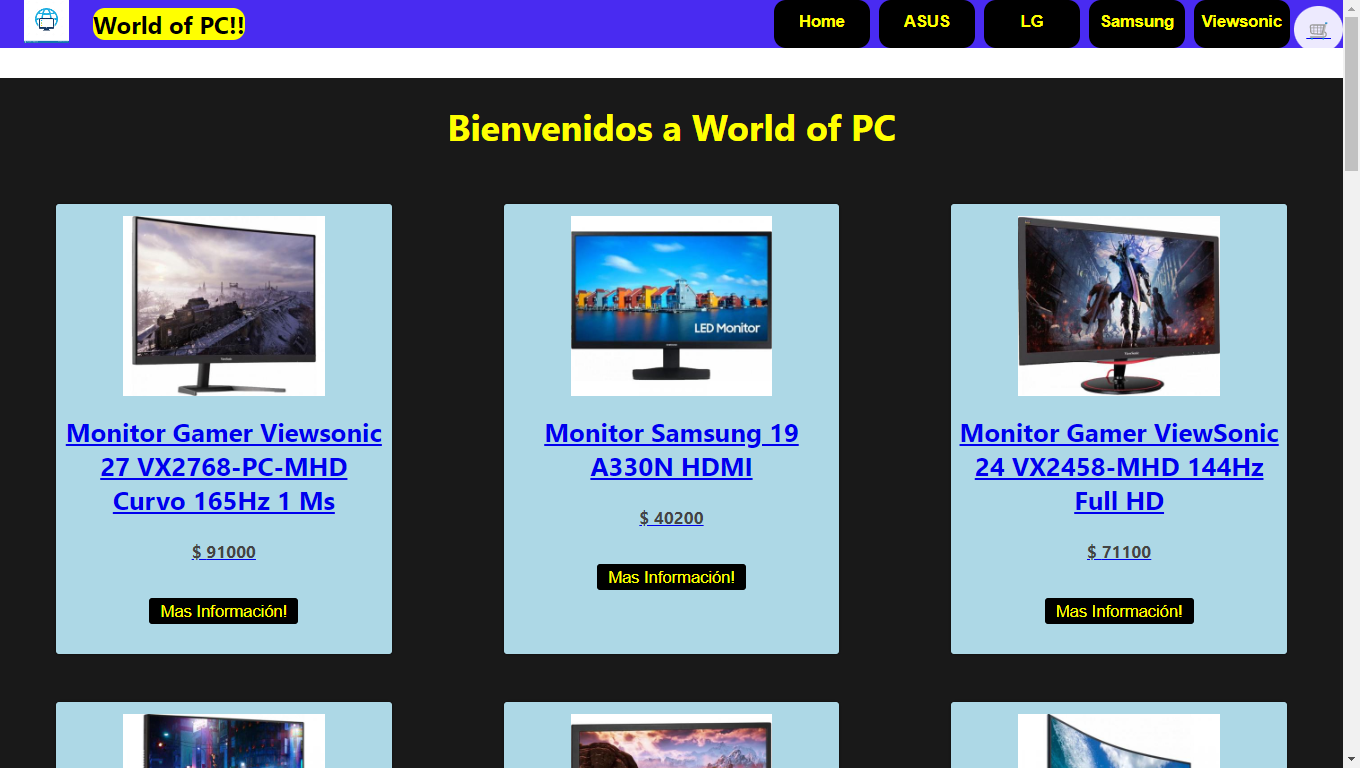 World of PC!!
Home
ASUS
LG
Samsung
Viewsonic
Bienvenidos a World of PC
Monitor Gamer Viewsonic
27 VX2768-PC-MHD
Curvo 165Hz 1 Ms
$ 91000
Mas Información!
LED Monitor
Monitor Samsung 19
A330N HDMI
$ 40200
Mas Información!
Monitor Gamer ViewSonic
24 VX2458-MHD 144Hz
Full HD
$ 71100
Mas Información!